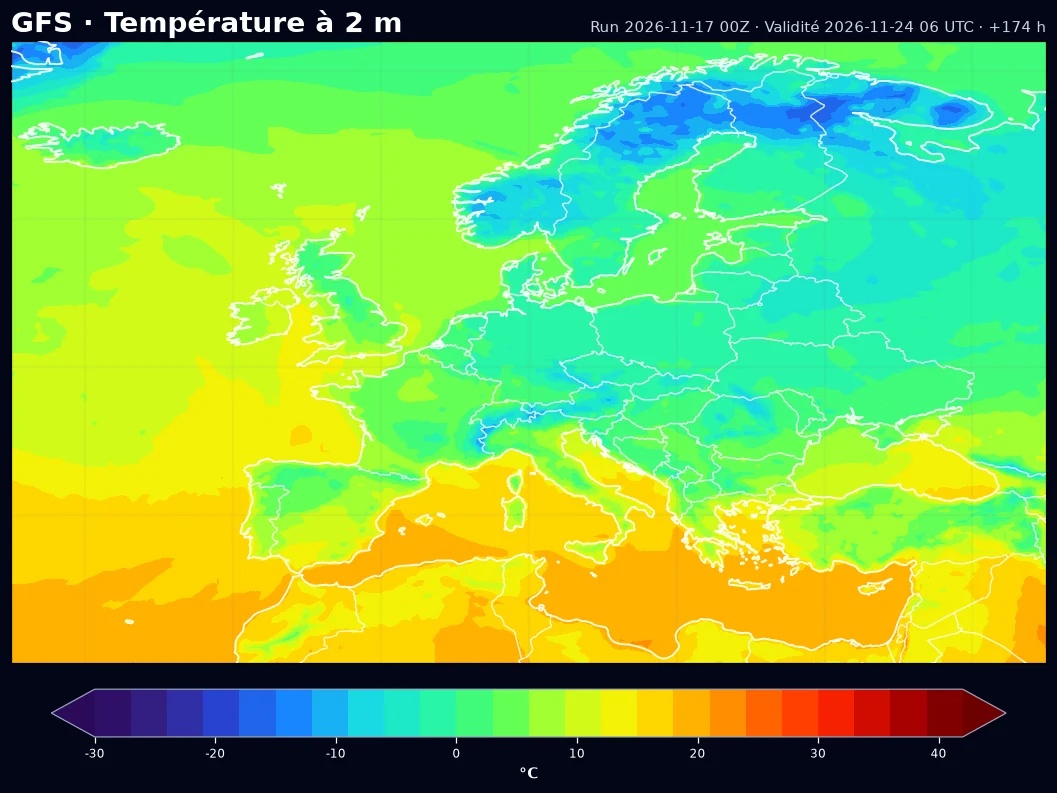 GFS · Température à 2 m
Run 2026-11-17 00Z · Validité 2026-11-24 06 UTC · +174 h
-30 -20 -10 0 10 20 30 40
°C